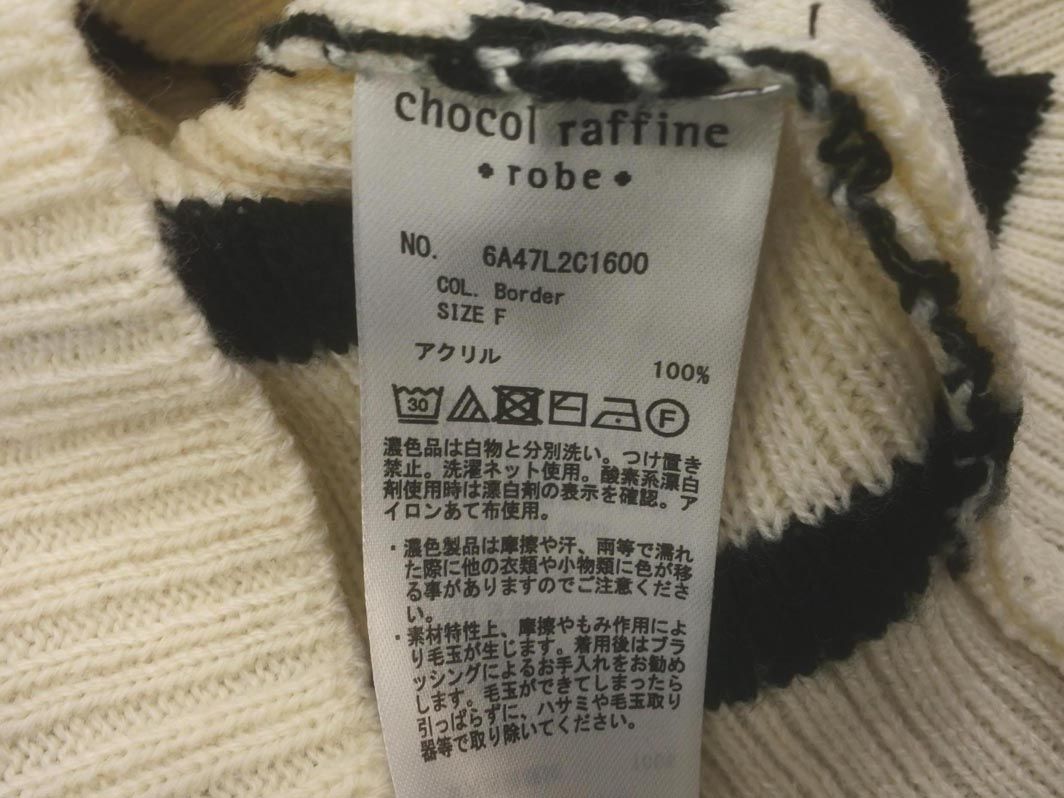 chocol raffine
robe
NO. 6A47L2C1600
COL. Border
SIZE F
アクリル 100%
30 F
濃色品は白物と分別洗い。つけ置き
禁止。洗濯ネット使用。酸素系漂白
剤使用時は漂白剤の表示を確認。ア
イロンあて布使用。
・濃色製品は摩擦や汗、雨等で濡れ
た際に他の衣類や小物類に色が移
る事がありますのでご注意くださ
い。
・素材特性上、摩擦やもみ作用によ
り毛玉が生じます。着用後はブラ
ッシングによるお手入れをお勧め
します。毛玉ができてしまったら
引っぱらずに、ハサミや毛玉取り
器等で取り除いてください。